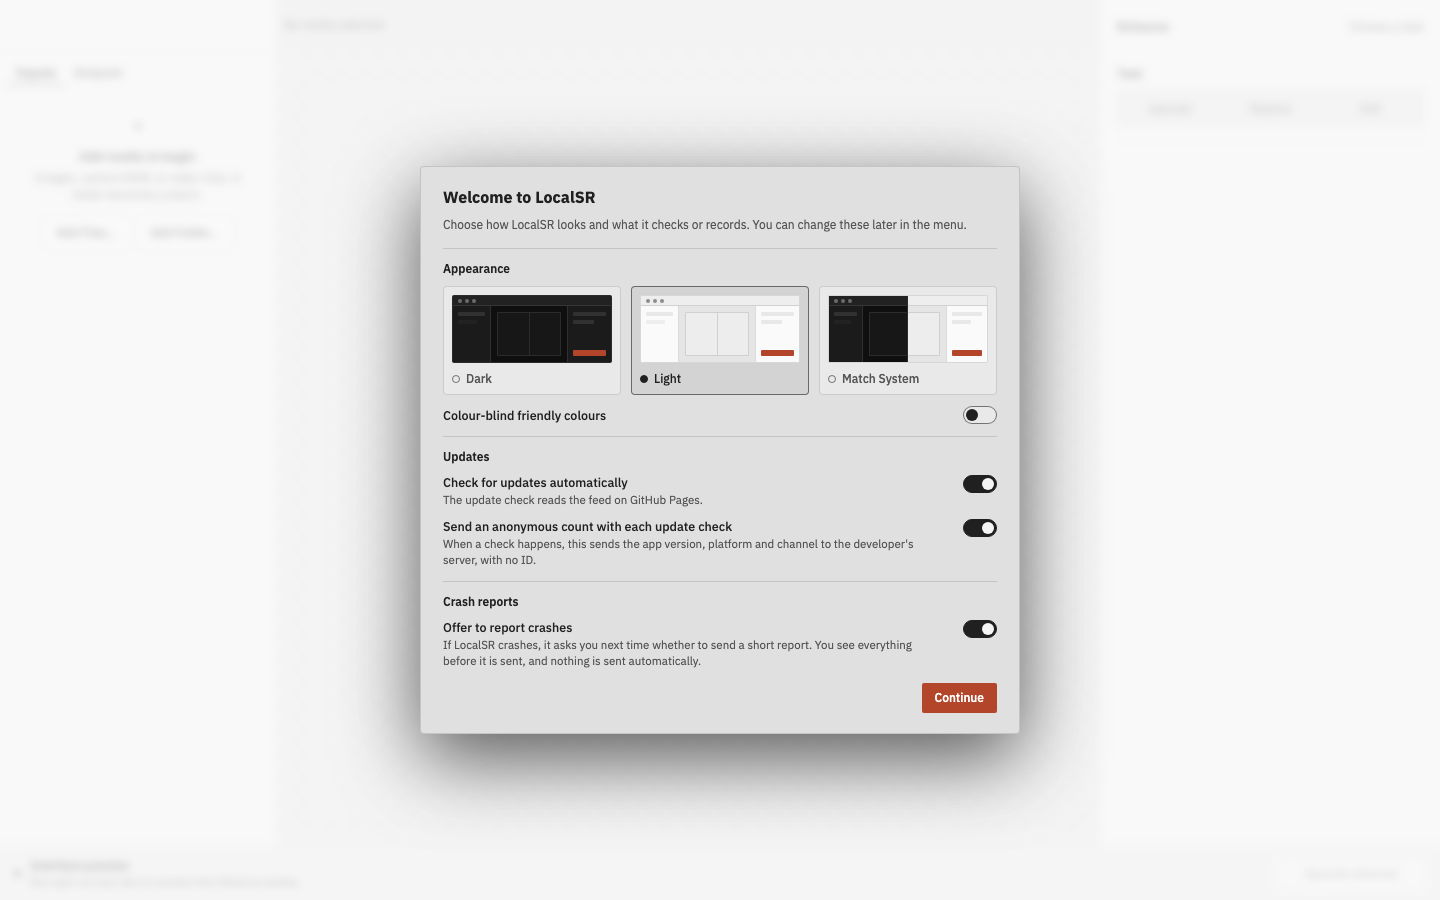 Welcome to LocalSR
Choose how LocalSR looks and what it checks or records. You can change these later in the menu.
Appearance
Dark
Light
Match System
Colour-blind friendly colours
Updates
Check for updates automatically
The update check reads the feed on GitHub Pages.
Send an anonymous count with each update check
When a check happens, this sends the app version, platform and channel to the developer's
server, with no ID.
Crash reports
Offer to report crashes
If LocalSR crashes, it asks you next time whether to send a short report. You see everything
before it is sent, and nothing is sent automatically.
Continue